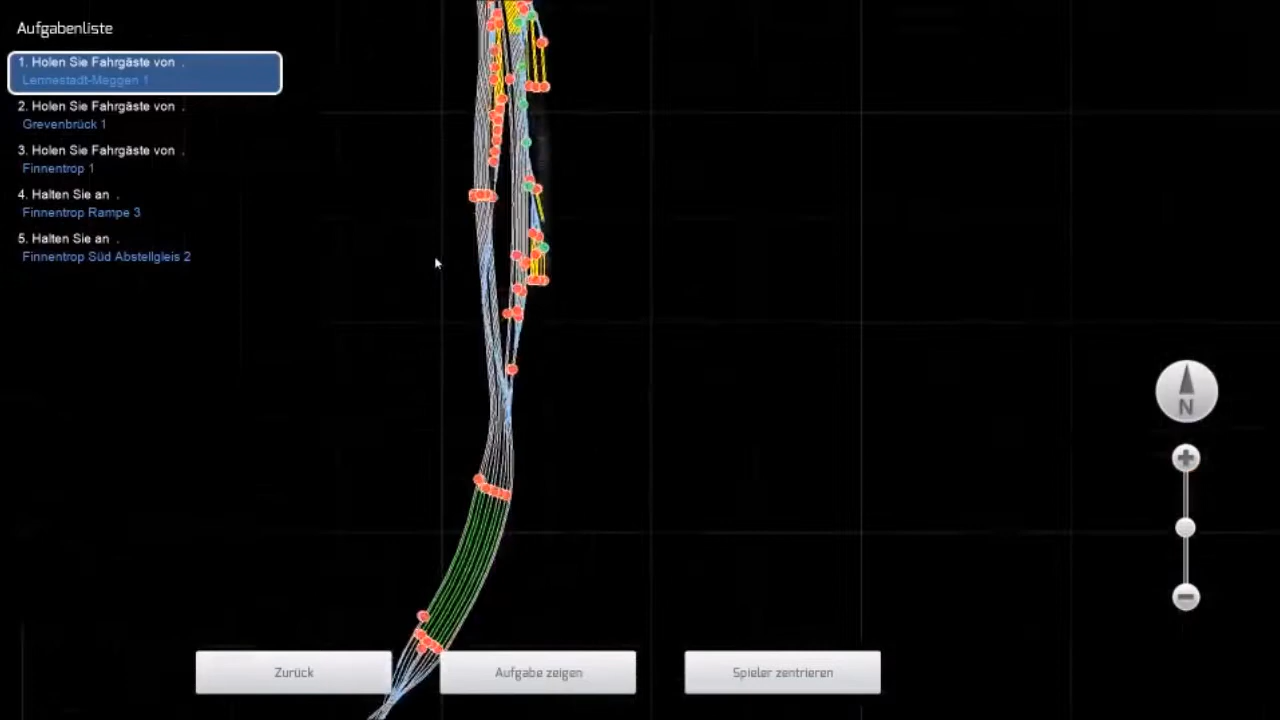 Aufgabenliste
1. Holen Sie Fahrgäste von .
Lennestadt-Meggen 1
2. Holen Sie Fahrgäste von .
Grevenbrück 1
3. Holen Sie Fahrgäste von .
Finnentrop 1
4. Halten Sie an .
Finnentrop Rampe 3
5. Halten Sie an .
Finnentrop Süd Abstellgleis 2
N
Zurück
Aufgabe zeigen
Spieler zentrieren